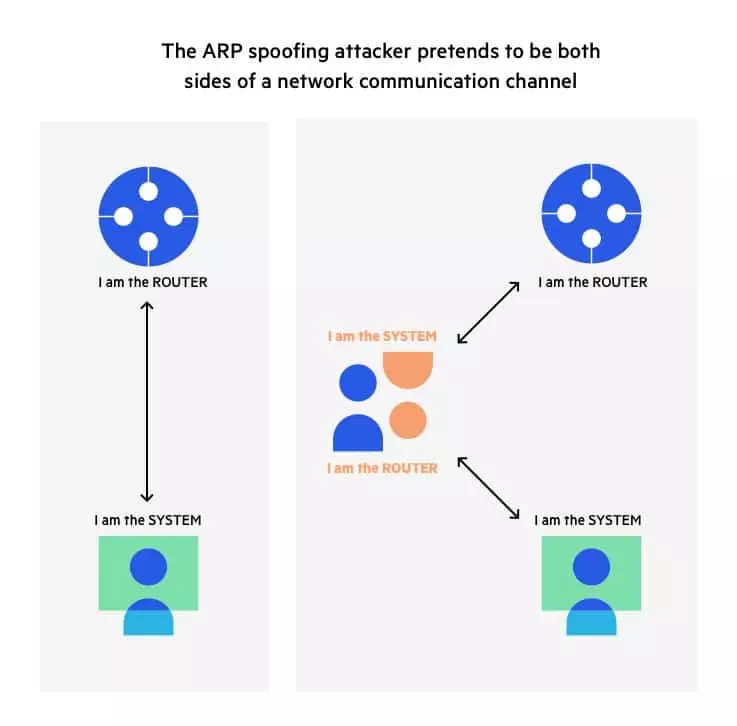 The ARP spoofing attacker pretends to be both
sides of a network communication channel
I am the ROUTER
I am the SYSTEM
I am the ROUTER
I am the SYSTEM
I am the ROUTER
I am the SYSTEM